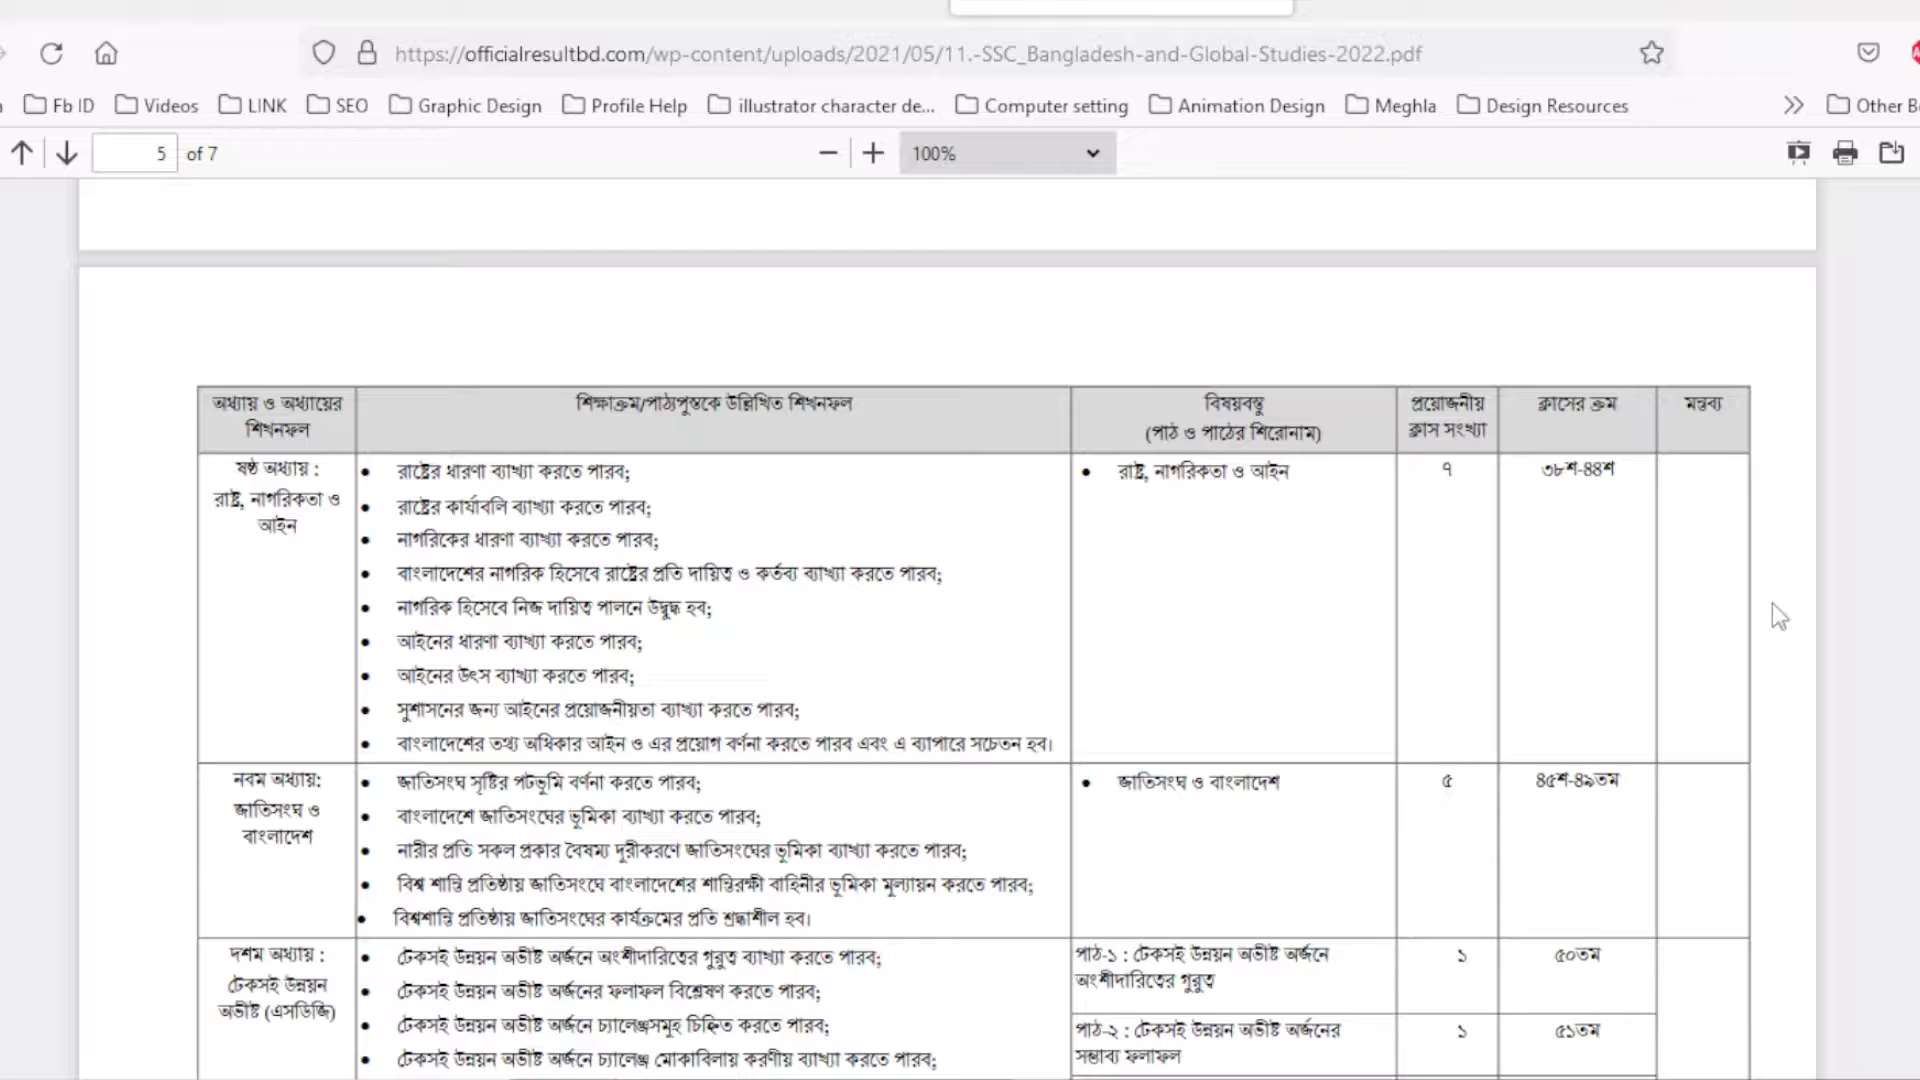 https://officialresultbd.com/wp-content/uploads/2021/05/11.-SSC_Bangladesh-and-Global-Studies-2022.pdf
Fb ID Videos LINK SEO Graphic Design Profile Help illustrator character de... Computer setting Animation Design Meghla Design Resources Other B
5 of 7 100%
অধ্যায় ও অধ্যায়ের
শিখনফল
শিক্ষাক্রম/পাঠ্যপুস্তকে উল্লিখিত শিখনফল
বিষয়বস্তু
(পাঠ ও পাঠের শিরোনাম)
প্রয়োজনীয়
ক্লাস সংখ্যা
ক্লাসের ক্রম
মন্তব্য
ষষ্ঠ অধ্যায় :
রাষ্ট্র, নাগরিকতা ও
আইন
• রাষ্ট্রের ধারণা ব্যাখ্যা করতে পারব;
• রাষ্ট্রের কার্যাবলি ব্যাখ্যা করতে পারব;
• নাগরিকের ধারণা ব্যাখ্যা করতে পারব;
• বাংলাদেশের নাগরিক হিসেবে রাষ্ট্রের প্রতি দায়িত্ব ও কর্তব্য ব্যাখ্যা করতে পারব;
• নাগরিক হিসেবে নিজ দায়িত্ব পালনে উদ্বুদ্ধ হব;
• আইনের ধারণা ব্যাখ্যা করতে পারব;
• আইনের উৎস ব্যাখ্যা করতে পারব;
• সুশাসনের জন্য আইনের প্রয়োজনীয়তা ব্যাখ্যা করতে পারব;
• বাংলাদেশের তথ্য অধিকার আইন ও এর প্রয়োগ বর্ণনা করতে পারব এবং এ ব্যাপারে সচেতন হব।
• রাষ্ট্র, নাগরিকতা ও আইন
৭
৩৮শ-৪৪শ
নবম অধ্যায়:
জাতিসংঘ ও
বাংলাদেশ
• জাতিসংঘ সৃষ্টির পটভূমি বর্ণনা করতে পারব;
• বাংলাদেশে জাতিসংঘের ভূমিকা ব্যাখ্যা করতে পারব;
• নারীর প্রতি সকল প্রকার বৈষম্য দূরীকরণে জাতিসংঘের ভূমিকা ব্যাখ্যা করতে পারব;
• বিশ্ব শান্তি প্রতিষ্ঠায় জাতিসংঘে বাংলাদেশের শান্তিরক্ষী বাহিনীর ভূমিকা মূল্যায়ন করতে পারব;
• বিশ্বশান্তি প্রতিষ্ঠায় জাতিসংঘের কার্যক্রমের প্রতি শ্রদ্ধাশীল হব।
• জাতিসংঘ ও বাংলাদেশ
৫
৪৫শ-৪৯তম
দশম অধ্যায় :
টেকসই উন্নয়ন
অভীষ্ট (এসডিজি)
• টেকসই উন্নয়ন অভীষ্ট অর্জনে অংশীদারিত্বের গুরুত্ব ব্যাখ্যা করতে পারব;
• টেকসই উন্নয়ন অভীষ্ট অর্জনের ফলাফল বিশ্লেষণ করতে পারব;
• টেকসই উন্নয়ন অভীষ্ট অর্জনে চ্যালেঞ্জসমূহ চিহ্নিত করতে পারব;
• টেকসই উন্নয়ন অভীষ্ট অর্জনে চ্যালেঞ্জ মোকাবিলায় করণীয় ব্যাখ্যা করতে পারব;
পাঠ-১ : টেকসই উন্নয়ন অভীষ্ট অর্জনে
অংশীদারিত্বের গুরুত্ব
১
৫০তম
পাঠ-২ : টেকসই উন্নয়ন অভীষ্ট অর্জনের
সম্ভাব্য ফলাফল
১
৫১তম